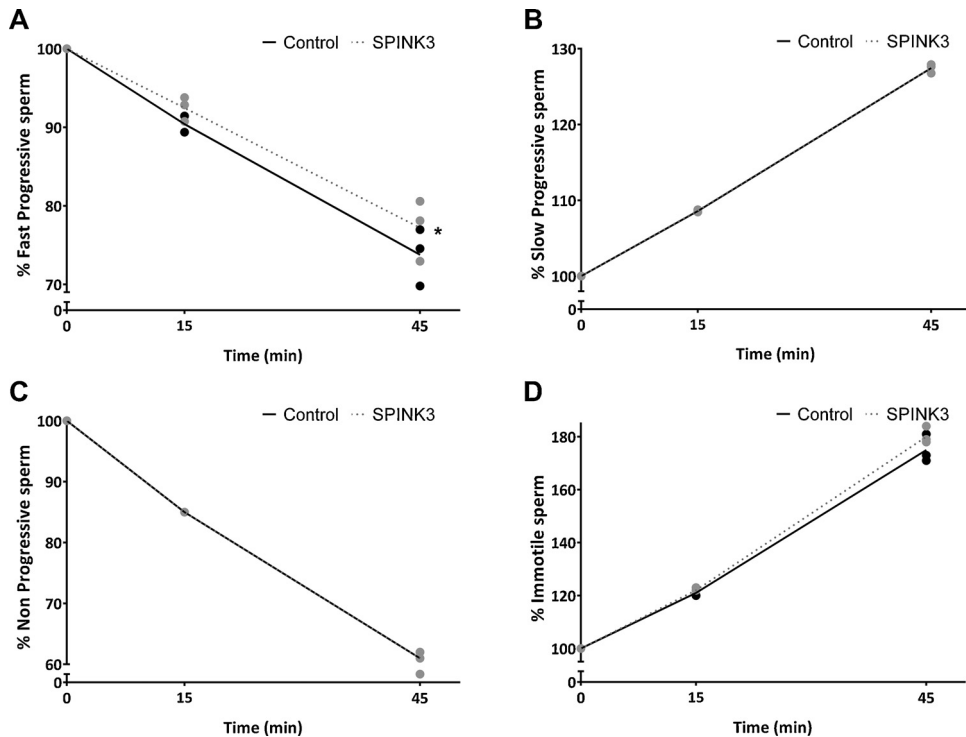 A
Control SPINK3
% Fast Progressive sperm
100
90
80
70
0
*
0 15 45
Time (min)
B
Control SPINK3
% Slow Progressive sperm
130
120
110
100
0
0 15 45
Time (min)
C
Control SPINK3
% Non Progressive sperm
100
90
80
70
60
0
0 15 45
Time (min)
D
Control SPINK3
% Immotile sperm
180
160
140
120
100
0
0 15 45
Time (min)